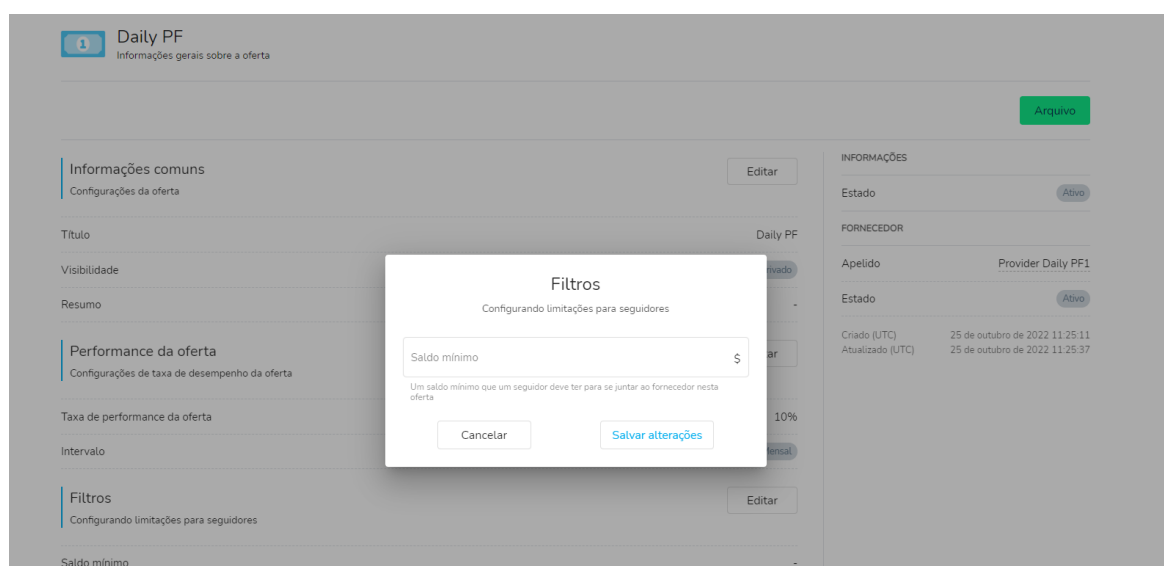 1
Daily PF
Informações gerais sobre a oferta
Arquivo
Informações comuns
Configurações da oferta
Editar
Título
Daily PF
Visibilidade
Resumo
-
Performance da oferta
Configurações de taxa de desempenho da oferta
Taxa de performance da oferta
10%
Intervalo
Filtros
Configurando limitações para seguidores
Editar
Saldo mínimo
-
Filtros
Configurando limitações para seguidores
Saldo mínimo
$
Um saldo mínimo que um seguidor deve ter para se juntar ao fornecedor nesta
oferta
Cancelar
Salvar alterações
INFORMAÇÕES
Estado
Ativo
FORNECEDOR
Apelido
Provider Daily PF1
Estado
Ativo
Criado (UTC)
25 de outubro de 2022 11:25:11
Atualizado (UTC)
25 de outubro de 2022 11:25:37